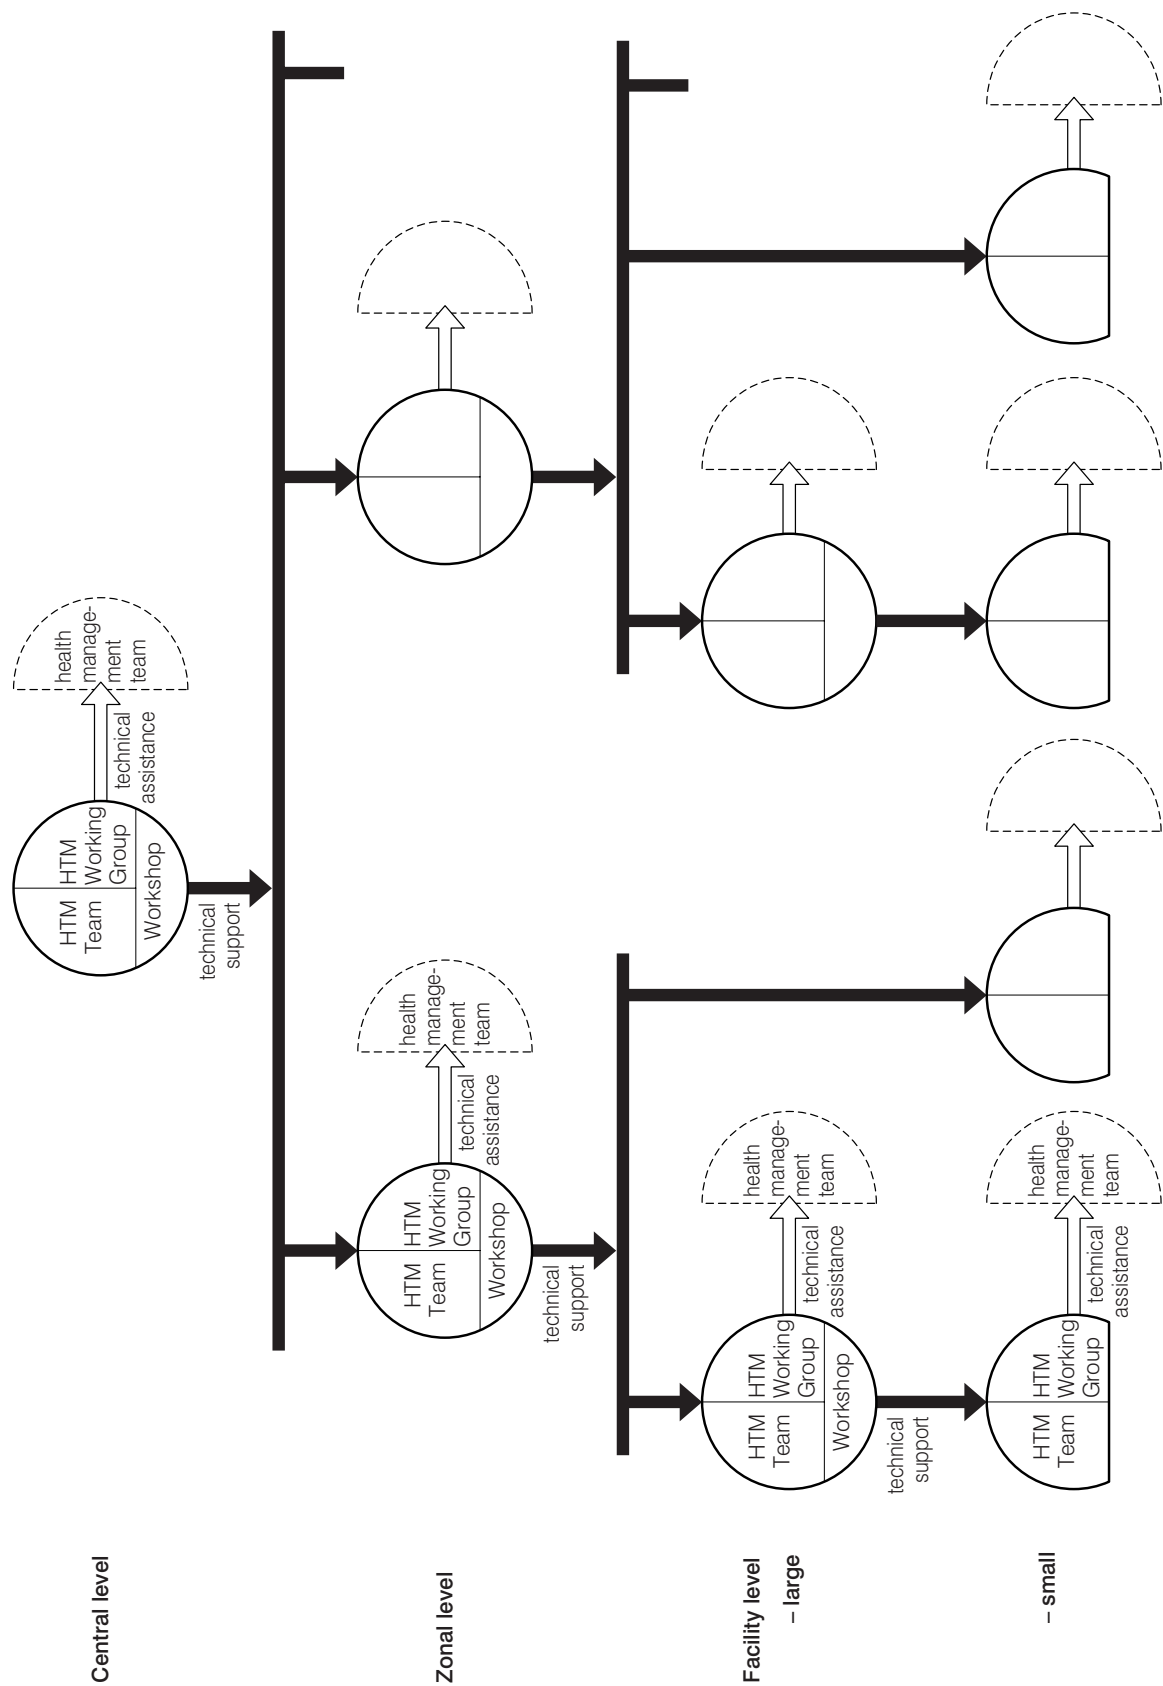 Central level
HTM
Team
HTM
Working
Group
Workshop
technical
assistance
health
manage-
ment
team
technical
support
Zonal level
HTM
Team
HTM
Working
Group
Workshop
technical
assistance
health
manage-
ment
team
technical
support
Facility level
– large
HTM
Team
HTM
Working
Group
Workshop
technical
assistance
health
manage-
ment
team
technical
support
– small
HTM
Team
HTM
Working
Group
technical
assistance
health
manage-
ment
team